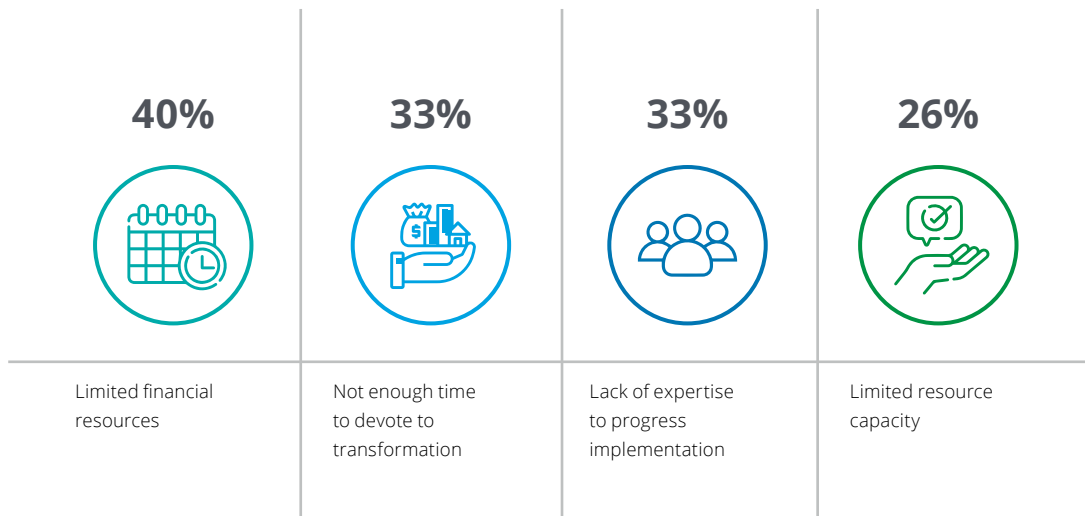 40%
33%
33%
26%
$
Limited financial
resources
Not enough time
to devote to
transformation
Lack of expertise
to progress
implementation
Limited resource
capacity